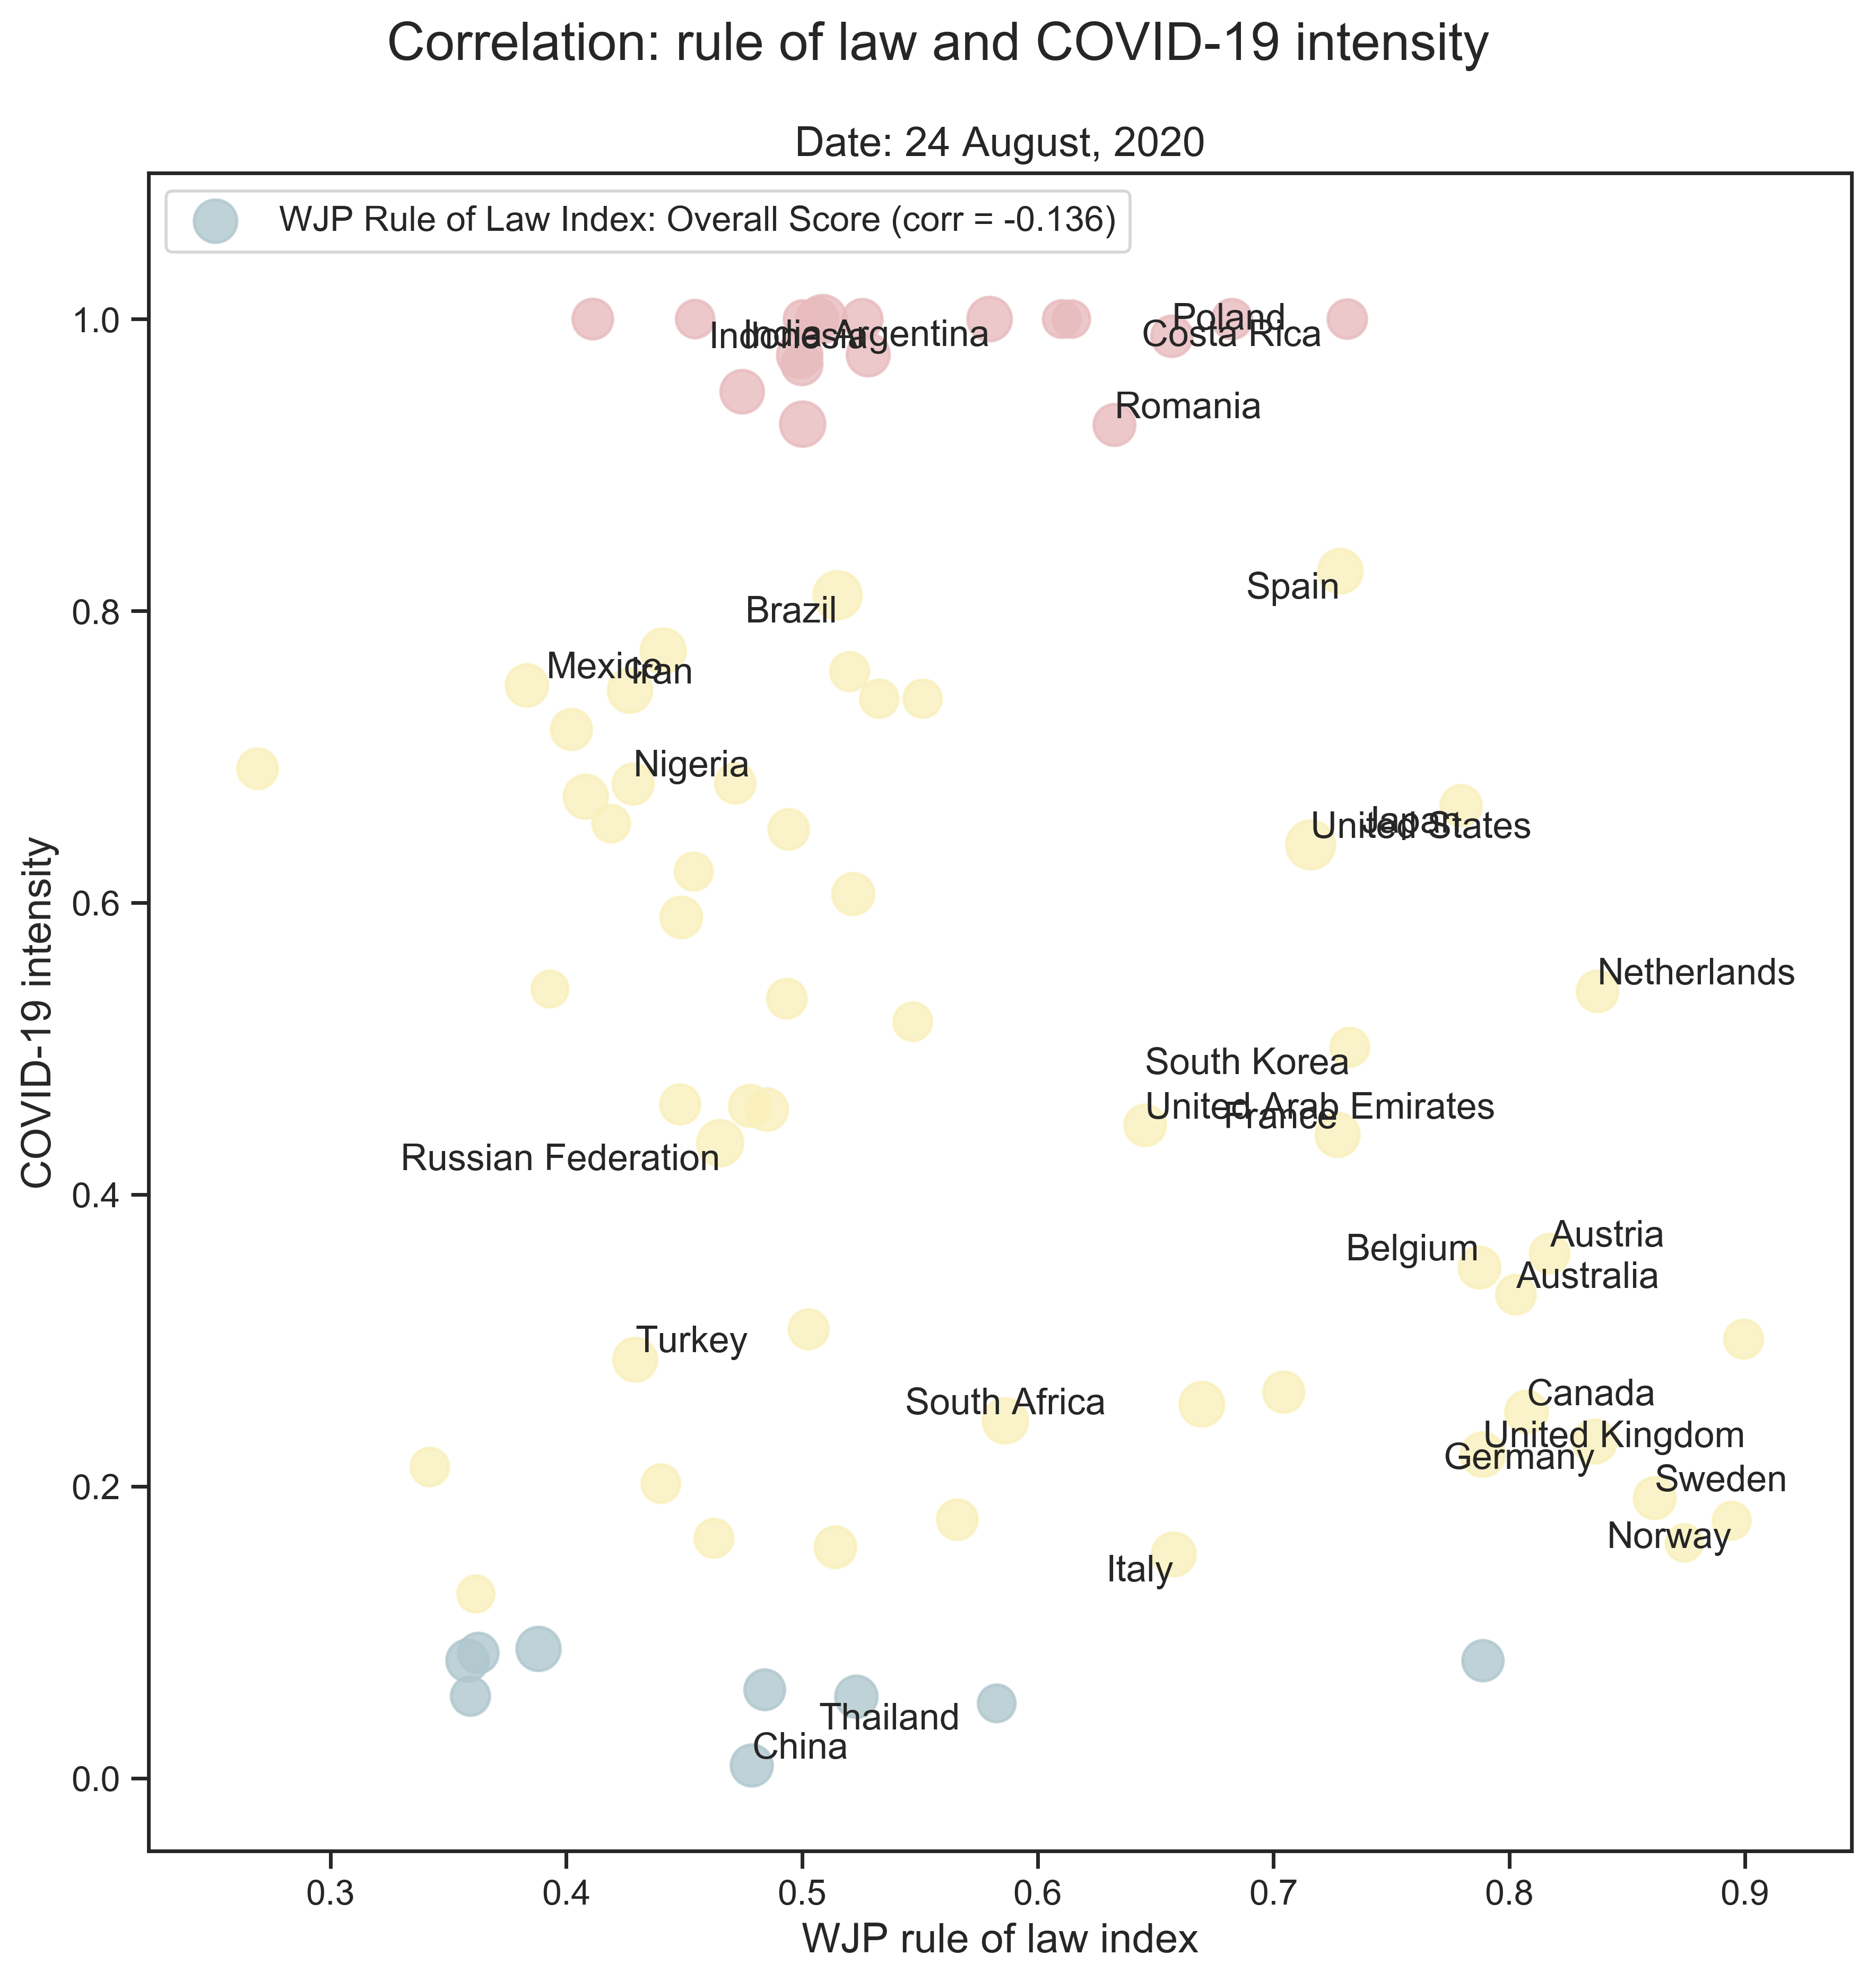 Correlation: rule of law and COVID-19 intensity
Date: 24 August, 2020
WJP Rule of Law Index: Overall Score (corr = -0.136)
1.0
Poland
India
Argentina
Indonesia
Costa Rica
Romania
Spain
0.8
Brazil
Mexico
Iran
Nigeria
Japan
United States
0.6
Netherlands
South Korea
United Arab Emirates
France
Russian Federation
0.4
Austria
Belgium
Australia
Turkey
Canada
South Africa
United Kingdom
Germany
0.2
Sweden
Norway
Italy
Thailand
China
0.0
COVID-19 intensity
0.3
0.4
0.5
0.6
0.7
0.8
0.9
WJP rule of law index